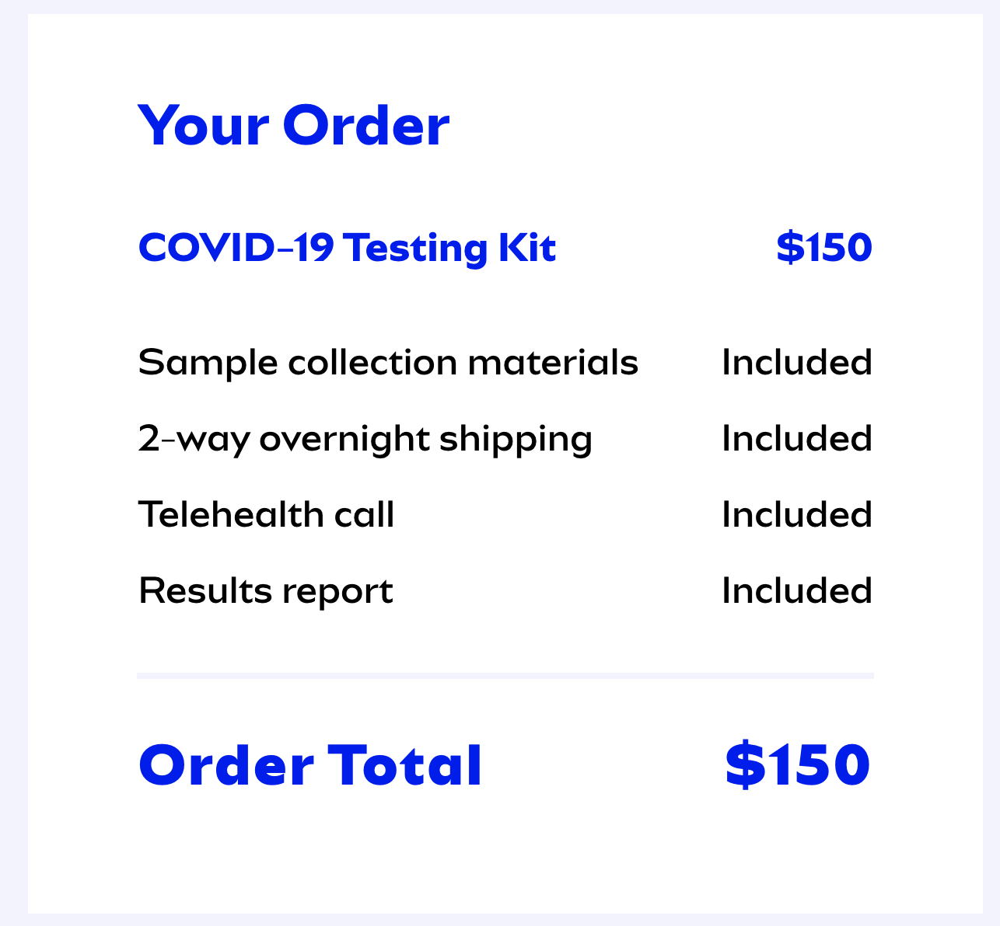 Your Order
COVID-19 Testing Kit $150
Sample collection materials Included
2-way overnight shipping Included
Telehealth call Included
Results report Included
Order Total $150